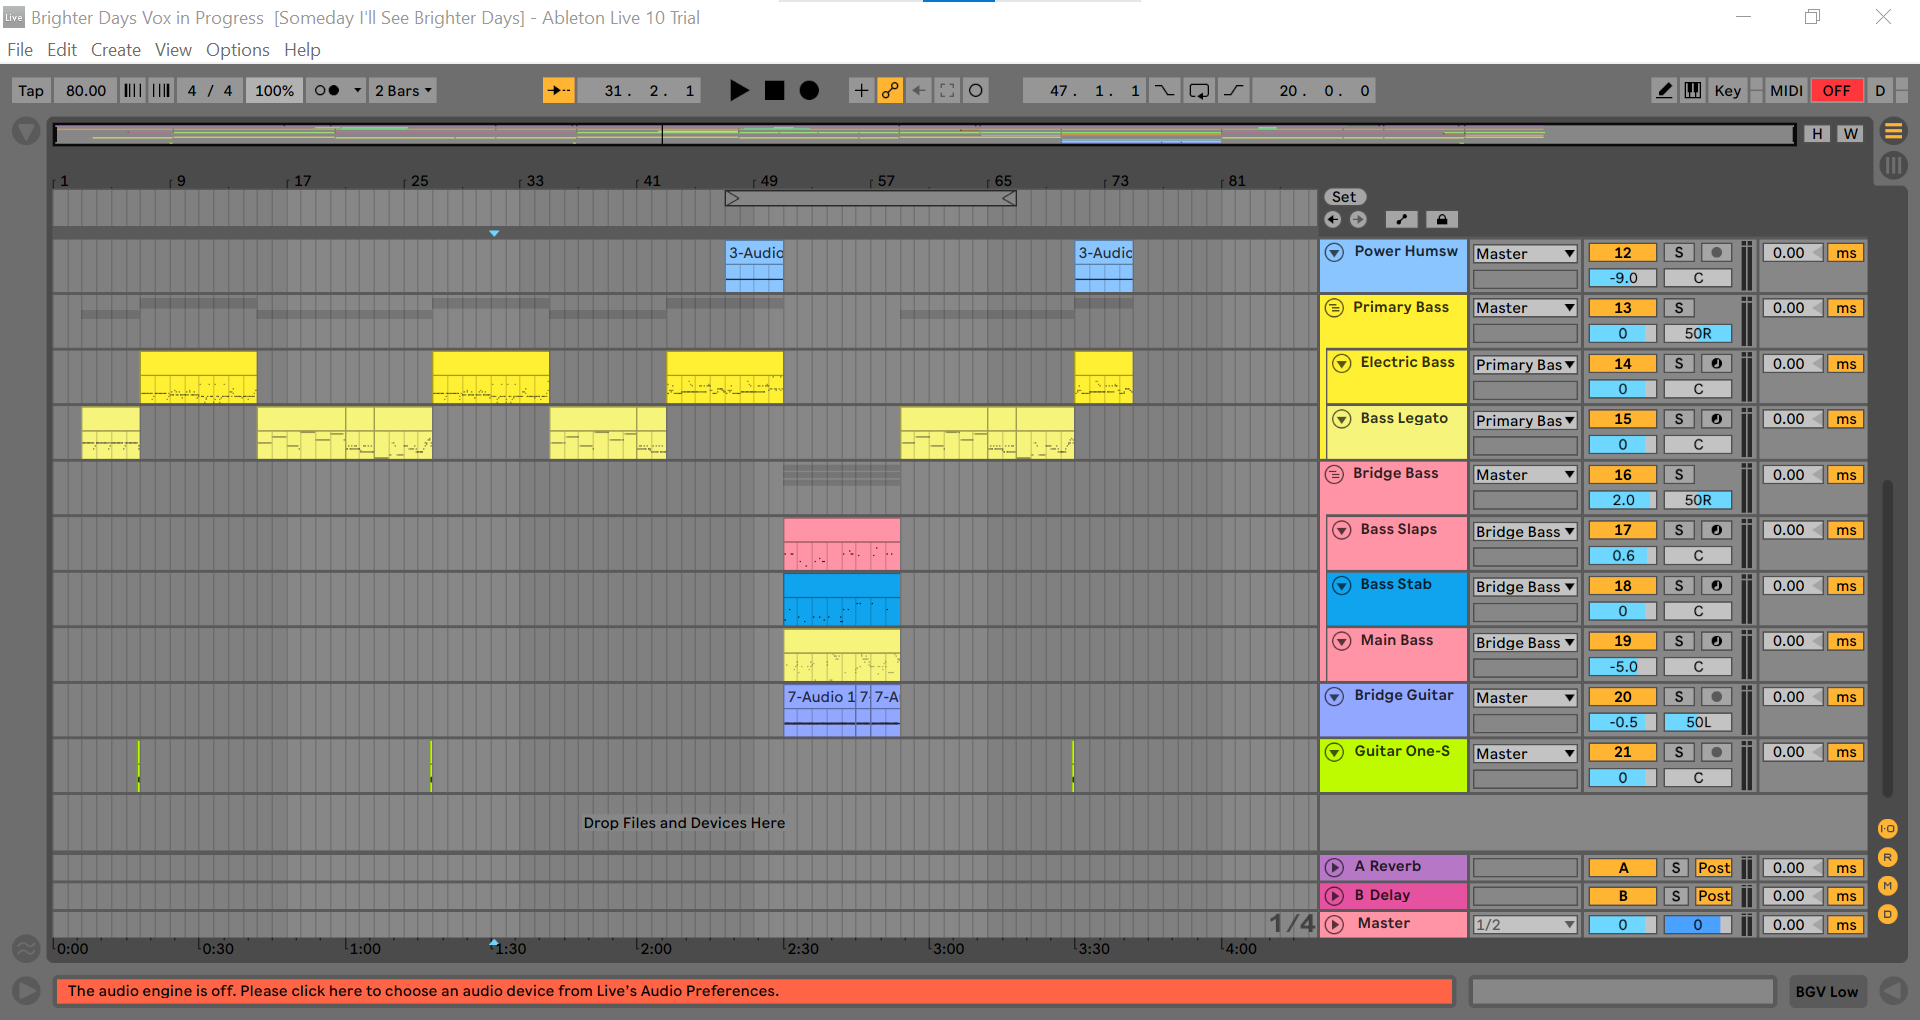 Live Brighter Days Vox in Progress [Someday I'll See Brighter Days] - Ableton Live 10 Trial
File Edit Create View Options Help
Tap 80.00 4 / 4 100% 2 Bars 31. 2. 1 47. 1. 1 20. 0. 0 Key MIDI OFF D
H W
1 9 17 25 33 41 49 57 65 73 81
Set
3-Audio 3-Audio Power Humsw Master 12 S 0.00 ms
-9.0 C
Primary Bass Master 13 S 0.00 ms
0 50R
Electric Bass Primary Bas 14 S 0.00 ms
0 C
Bass Legato Primary Bas 15 S 0.00 ms
0 C
Bridge Bass Master 16 S 0.00 ms
2.0 50R
Bass Slaps Bridge Bass 17 S 0.00 ms
0.6 C
Bass Stab Bridge Bass 18 S 0.00 ms
0 C
Main Bass Bridge Bass 19 S 0.00 ms
-5.0 C
7-Audio 1 7- 7-A Bridge Guitar Master 20 S 0.00 ms
-0.5 50L
Guitar One-S Master 21 S 0.00 ms
0 C
Drop Files and Devices Here
I·O
R
M
D
A Reverb A S Post 0.00 ms
B Delay B S Post 0.00 ms
1/4 Master 1/2 0 0 0.00 ms
0:00 0:30 1:00 1:30 2:00 2:30 3:00 3:30 4:00
The audio engine is off. Please click here to choose an audio device from Live's Audio Preferences.
BGV Low